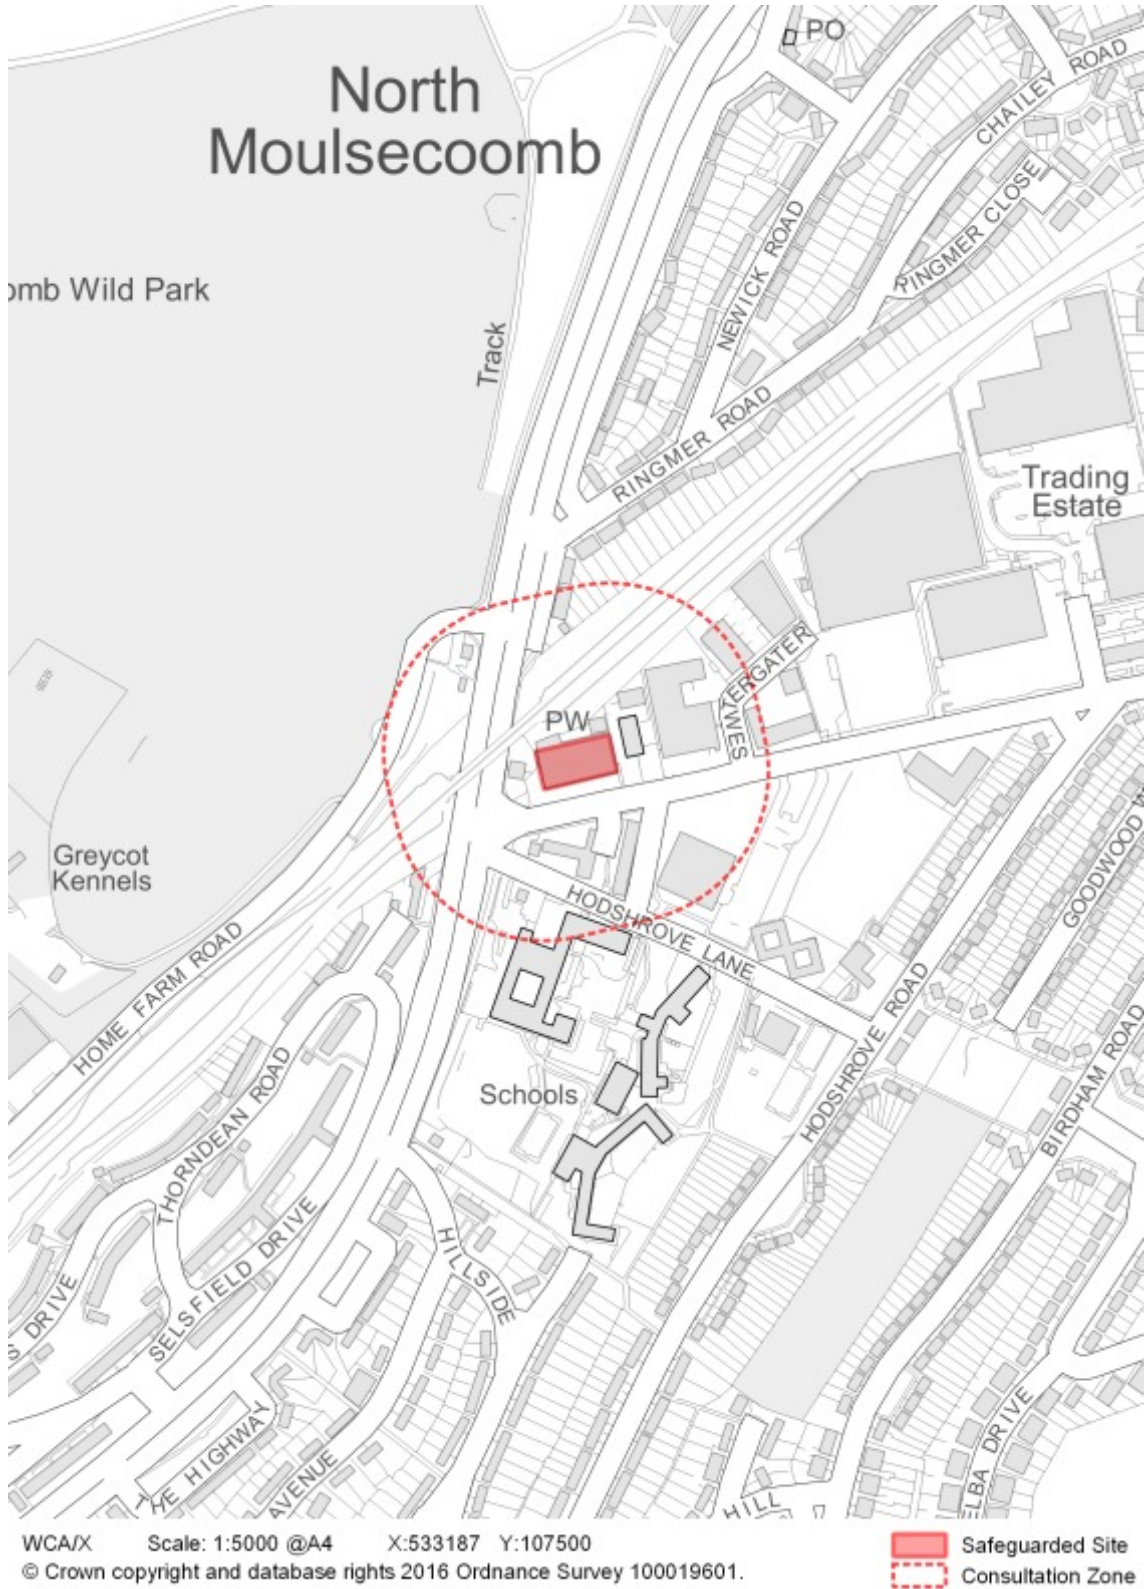 PO
North
Moulsecoomb
CHAILEY ROAD
RINGMER CLOSE
NEWICK ROAD
omb Wild Park
Track
RINGMER ROAD
Trading
Estate
WESTERGATE R
PW
Greycot
Kennels
HODSHROVE LANE
GOODWOOD W
HOME FARM ROAD
HODSHROVE ROAD
THORNDEAN ROAD
Schools
BIRDHAM ROAD
HILLSIDE
S DRIVE
SELSFIELD DRIVE
THE HIGHWAY
AVENUE
HILL
ELBA DRIVE
WCA/X Scale: 1:5000 @A4 X:533187 Y:107500
© Crown copyright and database rights 2016 Ordnance Survey 100019601.
Safeguarded Site
Consultation Zone